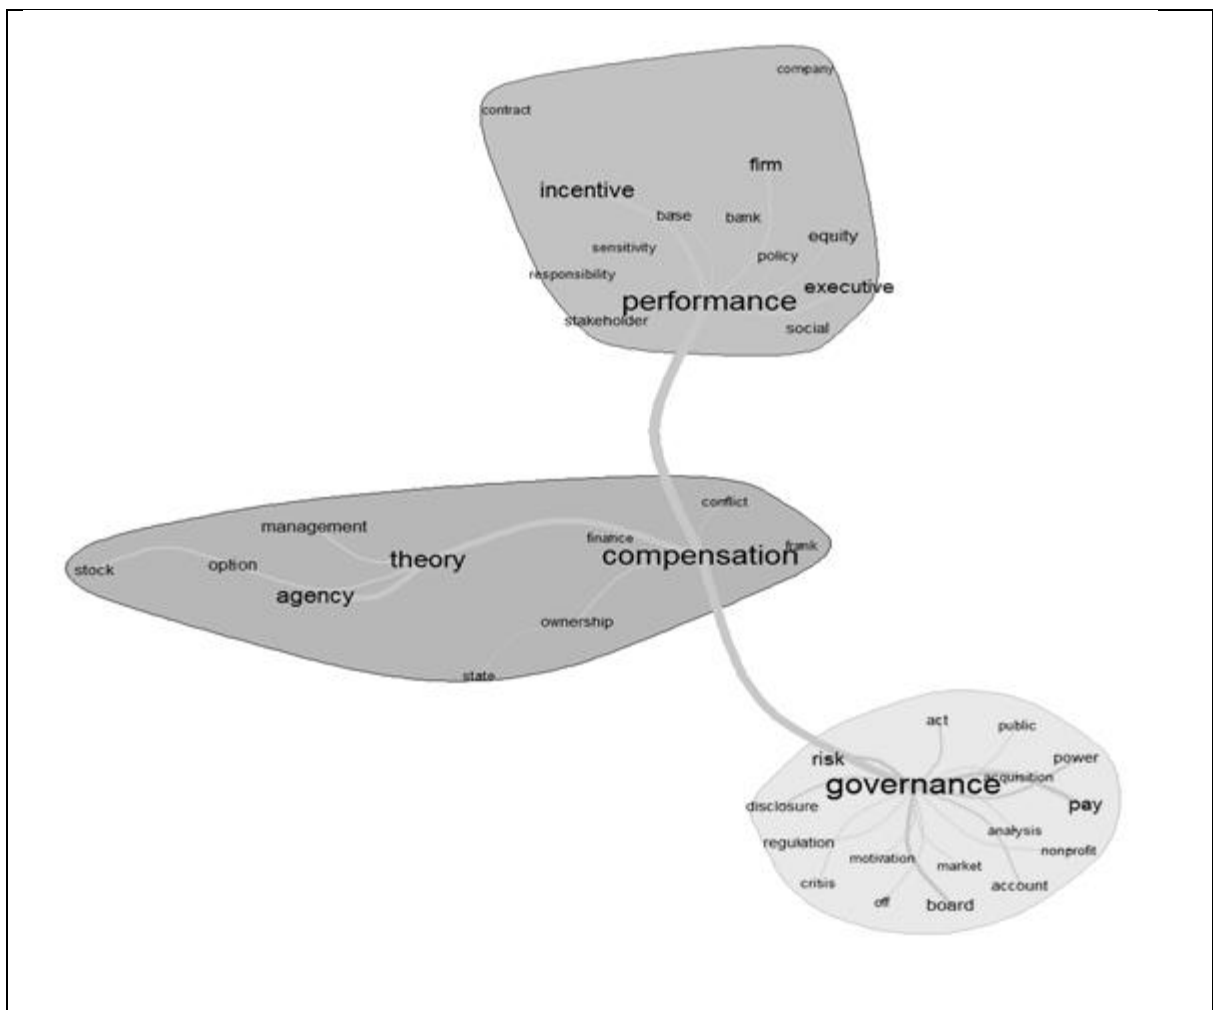 company
contract
firm
incentive
base
bank
equity
sensitivity
policy
responsibility
executive
performance
stakeholder
social
conflict
management
finance
frank
theory
compensation
option
stock
agency
ownership
state
act
public
risk
power
acquisition
governance
pay
disclosure
analysis
regulation
nonprofit
motivation
market
crisis
account
off
board